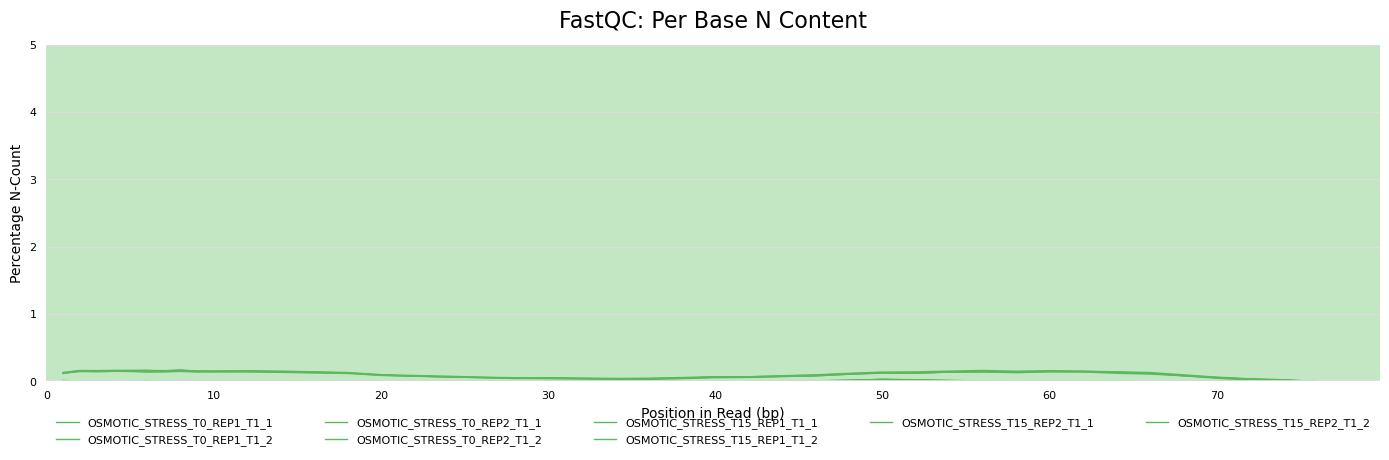 FastQC: Per Base N Content
Percentage N-Count
5
4
3
2
1
0
0 10 20 30 40 50 60 70
Position in Read (bp)
OSMOTIC_STRESS_T0_REP1_T1_1 OSMOTIC_STRESS_T0_REP2_T1_1 OSMOTIC_STRESS_T15_REP1_T1_1 OSMOTIC_STRESS_T15_REP2_T1_1 OSMOTIC_STRESS_T15_REP2_T1_2
OSMOTIC_STRESS_T0_REP1_T1_2 OSMOTIC_STRESS_T0_REP2_T1_2 OSMOTIC_STRESS_T15_REP1_T1_2